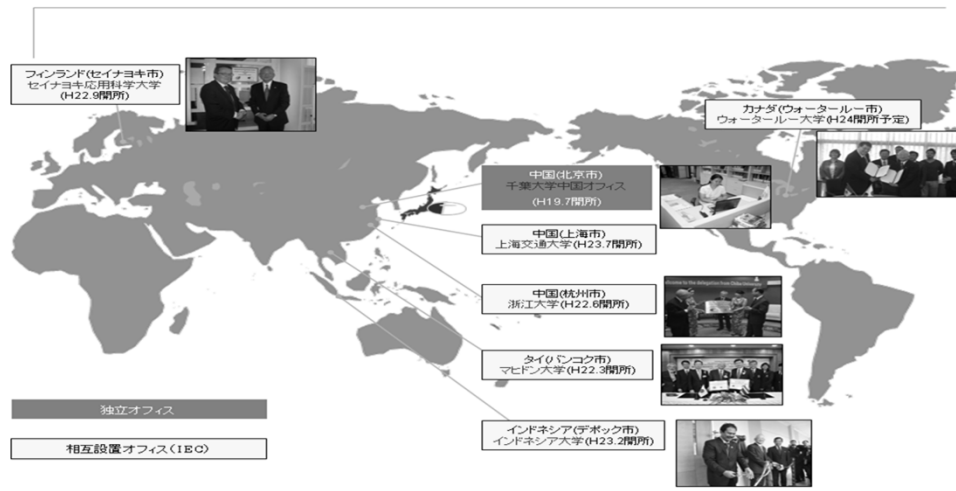 フィンランド(セイナヨキ市)
セイナヨキ応用科学大学
(H22.9開所)
カナダ(ウォータールー市)
ウォータールー大学(H24開所予定)
中国(北京市)
千葉大学中国オフィス
(H19.7開所)
中国(上海市)
上海交通大学(H23.7開所)
中国(杭州市)
浙江大学(H22.6開所)
タイ(バンコク市)
マヒドン大学(H22.3開所)
インドネシア(デポック市)
インドネシア大学(H23.2開所)
独立オフィス
相互設置オフィス(IEC)